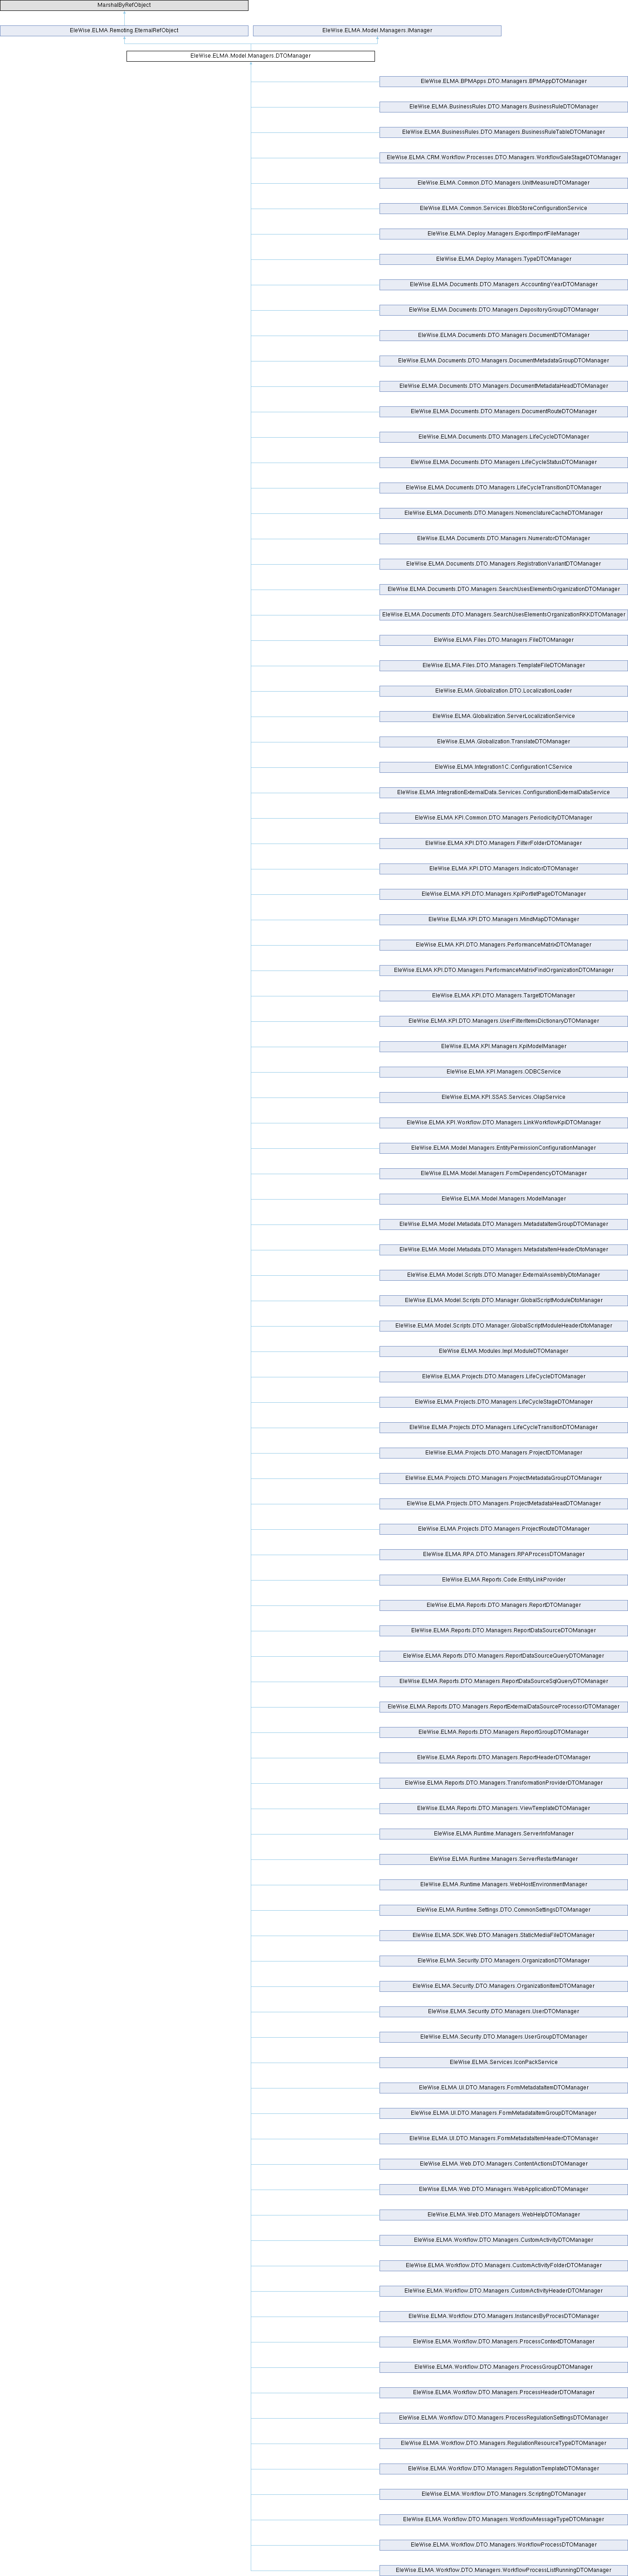 MarshalByRefObject
EleWise.ELMA.Remoting.EternalRefObject
EleWise.ELMA.Model.Managers.IManager
EleWise.ELMA.Model.Managers.DTOManager
EleWise.ELMA.BPMApps.DTO.Managers.BPMAppDTOManager
EleWise.ELMA.BusinessRules.DTO.Managers.BusinessRuleDTOManager
EleWise.ELMA.BusinessRules.DTO.Managers.BusinessRuleTableDTOManager
EleWise.ELMA.CRM.Workflow.Processes.DTO.Managers.WorkflowSaleStageDTOManager
EleWise.ELMA.Common.DTO.Managers.UnitMeasureDTOManager
EleWise.ELMA.Common.Services.BlobStoreConfigurationService
EleWise.ELMA.Deploy.Managers.ExportImportFileManager
EleWise.ELMA.Deploy.Managers.TypeDTOManager
EleWise.ELMA.Documents.DTO.Managers.AccountingYearDTOManager
EleWise.ELMA.Documents.DTO.Managers.DepositoryGroupDTOManager
EleWise.ELMA.Documents.DTO.Managers.DocumentDTOManager
EleWise.ELMA.Documents.DTO.Managers.DocumentMetadataGroupDTOManager
EleWise.ELMA.Documents.DTO.Managers.DocumentMetadataHeadDTOManager
EleWise.ELMA.Documents.DTO.Managers.DocumentRouteDTOManager
EleWise.ELMA.Documents.DTO.Managers.LifeCycleDTOManager
EleWise.ELMA.Documents.DTO.Managers.LifeCycleStatusDTOManager
EleWise.ELMA.Documents.DTO.Managers.LifeCycleTransitionDTOManager
EleWise.ELMA.Documents.DTO.Managers.NomenclatureCacheDTOManager
EleWise.ELMA.Documents.DTO.Managers.NumeratorDTOManager
EleWise.ELMA.Documents.DTO.Managers.RegistrationVariantDTOManager
EleWise.ELMA.Documents.DTO.Managers.SearchUsesElementsOrganizationDTOManager
EleWise.ELMA.Documents.DTO.Managers.SearchUsesElementsOrganizationRKKDTOManager
EleWise.ELMA.Files.DTO.Managers.FileDTOManager
EleWise.ELMA.Files.DTO.Managers.TemplateFileDTOManager
EleWise.ELMA.Globalization.DTO.LocalizationLoader
EleWise.ELMA.Globalization.ServerLocalizationService
EleWise.ELMA.Globalization.TranslateDTOManager
EleWise.ELMA.Integration1C.Configuration1CService
EleWise.ELMA.IntegrationExternalData.Services.ConfigurationExternalDataService
EleWise.ELMA.KPI.Common.DTO.Managers.PeriodicityDTOManager
EleWise.ELMA.KPI.DTO.Managers.FilterFolderDTOManager
EleWise.ELMA.KPI.DTO.Managers.IndicatorDTOManager
EleWise.ELMA.KPI.DTO.Managers.KpiPortletPageDTOManager
EleWise.ELMA.KPI.DTO.Managers.MindMapDTOManager
EleWise.ELMA.KPI.DTO.Managers.PerformanceMatrixDTOManager
EleWise.ELMA.KPI.DTO.Managers.PerformanceMatrixFindOrganizationDTOManager
EleWise.ELMA.KPI.DTO.Managers.TargetDTOManager
EleWise.ELMA.KPI.DTO.Managers.UserFilterItemsDictionaryDTOManager
EleWise.ELMA.KPI.Managers.KpiModelManager
EleWise.ELMA.KPI.Managers.ODBCService
EleWise.ELMA.KPI.SSAS.Services.OlapService
EleWise.ELMA.KPI.Workflow.DTO.Managers.LinkWorkflowKpiDTOManager
EleWise.ELMA.Model.Managers.EntityPermissionConfigurationManager
EleWise.ELMA.Model.Managers.FormDependencyDTOManager
EleWise.ELMA.Model.Managers.ModelManager
EleWise.ELMA.Model.Metadata.DTO.Managers.MetadataItemGroupDTOManager
EleWise.ELMA.Model.Metadata.DTO.Managers.MetadataItemHeaderDtoManager
EleWise.ELMA.Model.Scripts.DTO.Manager.ExternalAssemblyDtoManager
EleWise.ELMA.Model.Scripts.DTO.Manager.GlobalScriptModuleDtoManager
EleWise.ELMA.Model.Scripts.DTO.Manager.GlobalScriptModuleHeaderDtoManager
EleWise.ELMA.Modules.Impl.ModuleDTOManager
EleWise.ELMA.Projects.DTO.Managers.LifeCycleDTOManager
EleWise.ELMA.Projects.DTO.Managers.LifeCycleStageDTOManager
EleWise.ELMA.Projects.DTO.Managers.LifeCycleTransitionDTOManager
EleWise.ELMA.Projects.DTO.Managers.ProjectDTOManager
EleWise.ELMA.Projects.DTO.Managers.ProjectMetadataGroupDTOManager
EleWise.ELMA.Projects.DTO.Managers.ProjectMetadataHeadDTOManager
EleWise.ELMA.Projects.DTO.Managers.ProjectRouteDTOManager
EleWise.ELMA.RPA.DTO.Managers.RPAProcessDTOManager
EleWise.ELMA.Reports.Code.EntityLinkProvider
EleWise.ELMA.Reports.DTO.Managers.ReportDTOManager
EleWise.ELMA.Reports.DTO.Managers.ReportDataSourceDTOManager
EleWise.ELMA.Reports.DTO.Managers.ReportDataSourceQueryDTOManager
EleWise.ELMA.Reports.DTO.Managers.ReportDataSourceSqlQueryDTOManager
EleWise.ELMA.Reports.DTO.Managers.ReportExternalDataSourceProcessorDTOManager
EleWise.ELMA.Reports.DTO.Managers.ReportGroupDTOManager
EleWise.ELMA.Reports.DTO.Managers.ReportHeaderDTOManager
EleWise.ELMA.Reports.DTO.Managers.TransformationProviderDTOManager
EleWise.ELMA.Reports.DTO.Managers.ViewTemplateDTOManager
EleWise.ELMA.Runtime.Managers.ServerInfoManager
EleWise.ELMA.Runtime.Managers.ServerRestartManager
EleWise.ELMA.Runtime.Managers.WebHostEnvironmentManager
EleWise.ELMA.Runtime.Settings.DTO.CommonSettingsDTOManager
EleWise.ELMA.SDK.Web.DTO.Managers.StaticMediaFileDTOManager
EleWise.ELMA.Security.DTO.Managers.OrganizationDTOManager
EleWise.ELMA.Security.DTO.Managers.OrganizationItemDTOManager
EleWise.ELMA.Security.DTO.Managers.UserDTOManager
EleWise.ELMA.Security.DTO.Managers.UserGroupDTOManager
EleWise.ELMA.Services.IconPackService
EleWise.ELMA.UI.DTO.Managers.FormMetadataItemDTOManager
EleWise.ELMA.UI.DTO.Managers.FormMetadataItemGroupDTOManager
EleWise.ELMA.UI.DTO.Managers.FormMetadataItemHeaderDTOManager
EleWise.ELMA.Web.DTO.Managers.ContentActionsDTOManager
EleWise.ELMA.Web.DTO.Managers.WebApplicationDTOManager
EleWise.ELMA.Web.DTO.Managers.WebHelpDTOManager
EleWise.ELMA.Workflow.DTO.Managers.CustomActivityDTOManager
EleWise.ELMA.Workflow.DTO.Managers.CustomActivityFolderDTOManager
EleWise.ELMA.Workflow.DTO.Managers.CustomActivityHeaderDTOManager
EleWise.ELMA.Workflow.DTO.Managers.InstancesByProcesDTOManager
EleWise.ELMA.Workflow.DTO.Managers.ProcessContextDTOManager
EleWise.ELMA.Workflow.DTO.Managers.ProcessGroupDTOManager
EleWise.ELMA.Workflow.DTO.Managers.ProcessHeaderDTOManager
EleWise.ELMA.Workflow.DTO.Managers.ProcessRegulationSettingsDTOManager
EleWise.ELMA.Workflow.DTO.Managers.RegulationResourceTypeDTOManager
EleWise.ELMA.Workflow.DTO.Managers.RegulationTemplateDTOManager
EleWise.ELMA.Workflow.DTO.Managers.ScriptingDTOManager
EleWise.ELMA.Workflow.DTO.Managers.WorkflowMessageTypeDTOManager
EleWise.ELMA.Workflow.DTO.Managers.WorkflowProcessDTOManager
EleWise.ELMA.Workflow.DTO.Managers.WorkflowProcessListRunningDTOManager